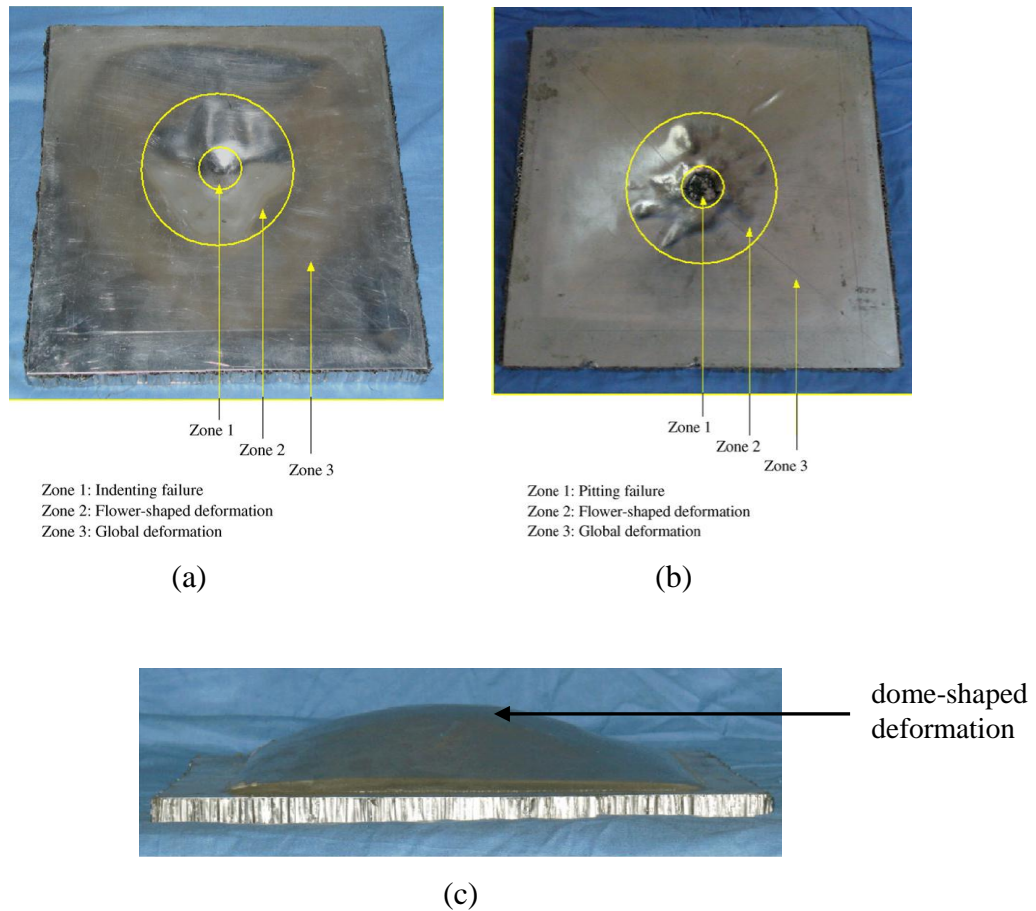 Zone 1
Zone 2
Zone 3
Zone 1: Indenting failure
Zone 2: Flower-shaped deformation
Zone 3: Global deformation
(a)
Zone 1
Zone 2
Zone 3
Zone 1: Pitting failure
Zone 2: Flower-shaped deformation
Zone 3: Global deformation
(b)
dome-shaped
deformation
(c)